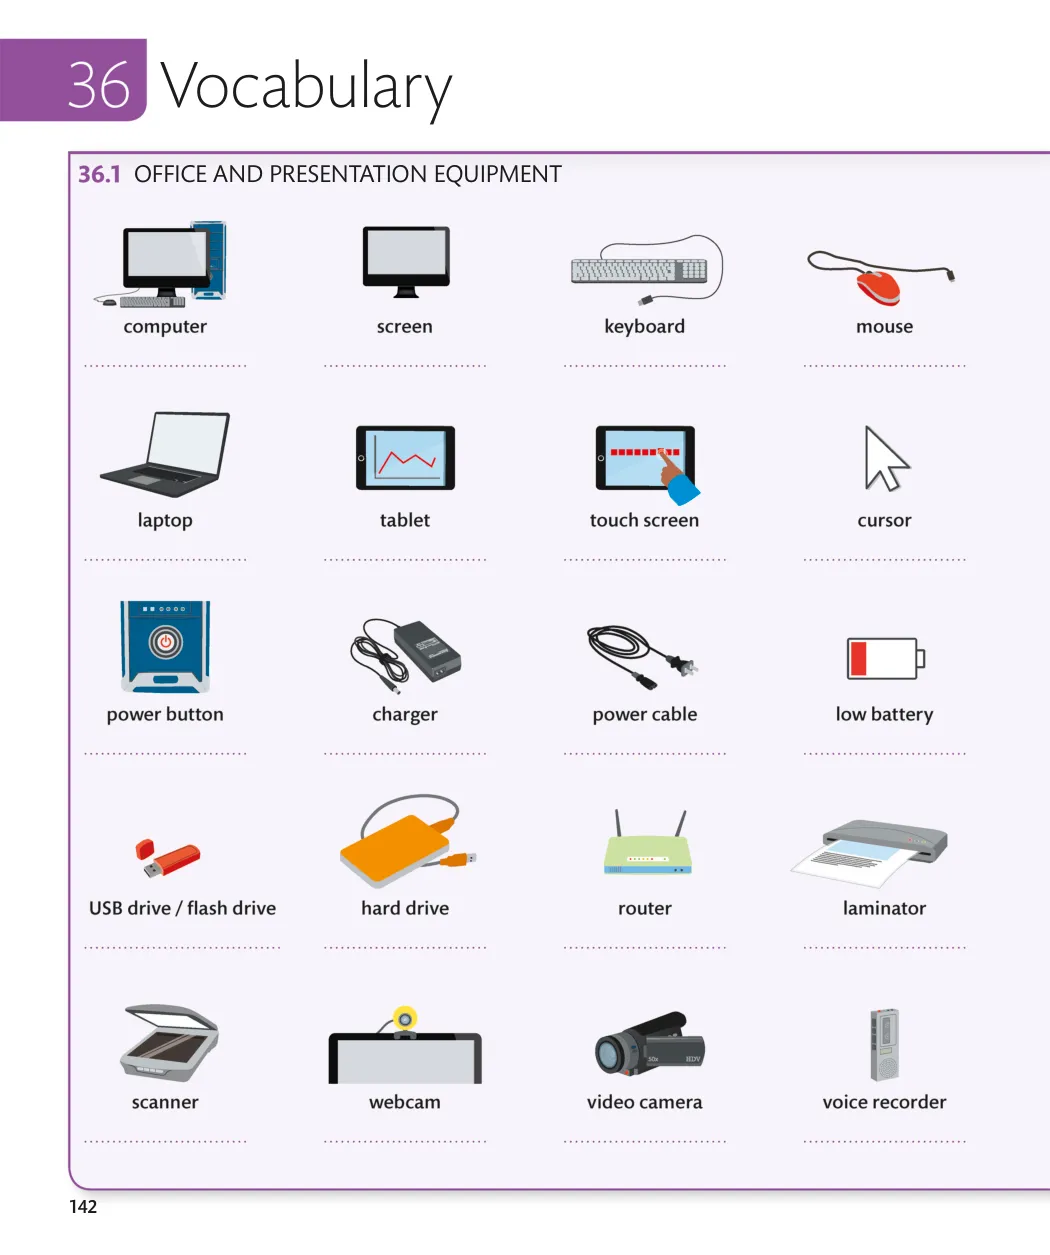 36 Vocabulary
36.1 OFFICE AND PRESENTATION EQUIPMENT
computer screen keyboard mouse
laptop tablet touch screen cursor
power button charger power cable low battery
USB drive / flash drive hard drive router laminator
50x HDV
scanner webcam video camera voice recorder
142